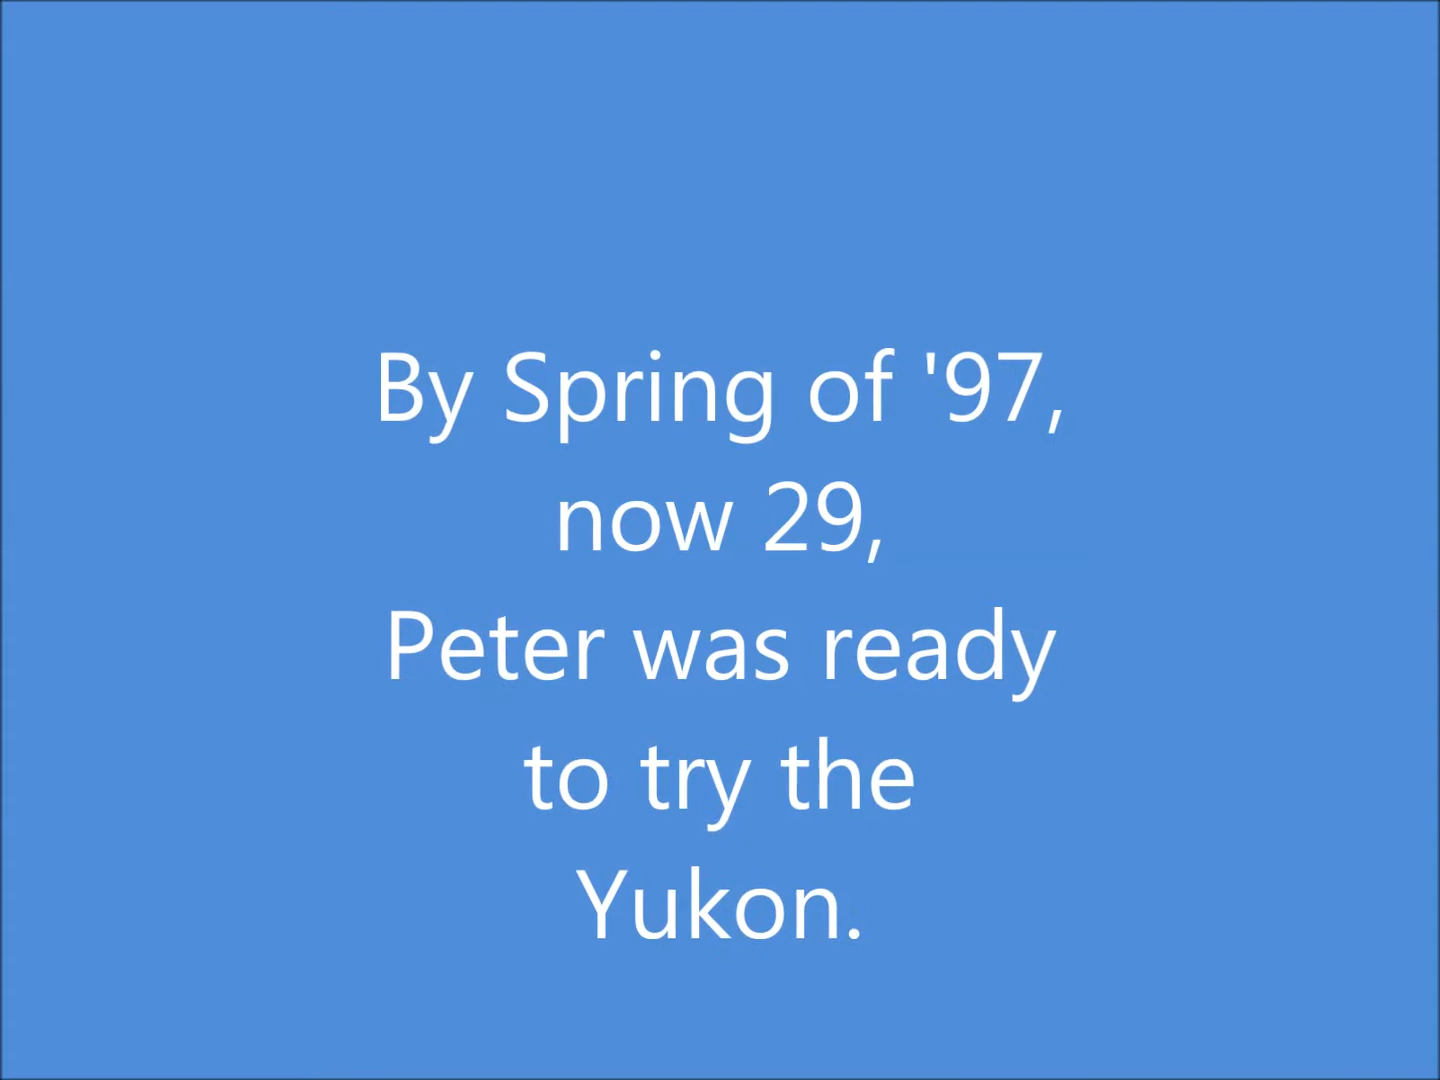 By Spring of '97,
now 29,
Peter was ready
to try the
Yukon.